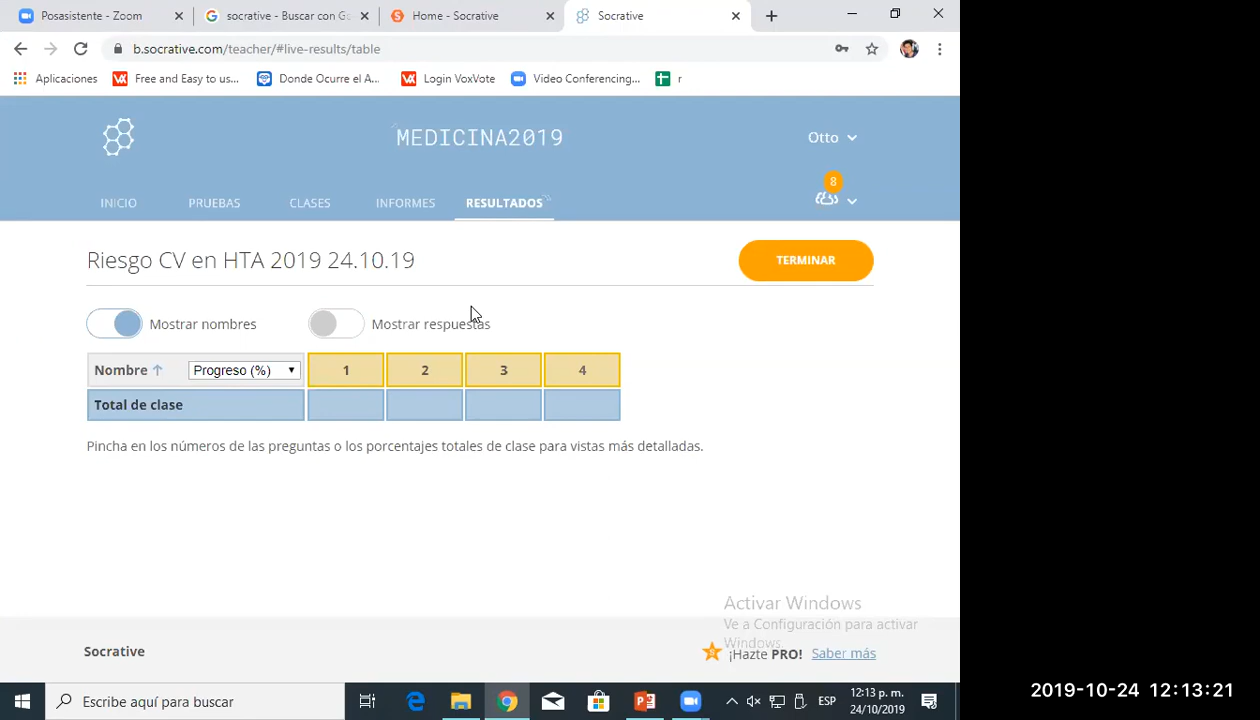 Posasistente - Zoom
socrative - Buscar con Go
Home - Socrative
Socrative
b.socrative.com/teacher/#live-results/table
Aplicaciones
Free and Easy to us...
Donde Ocurre el A...
Login VoxVote
Video Conferencing...
r
MEDICINA2019
Otto
8
INICIO
PRUEBAS
CLASES
INFORMES
RESULTADOS
Riesgo CV en HTA 2019 24.10.19
TERMINAR
Mostrar nombres
Mostrar respuestas
Nombre
Progreso (%)
1
2
3
4
Total de clase
Pincha en los números de las preguntas o los porcentajes totales de clase para vistas más detalladas.
Activar Windows
Ve a Configuración para activar
Windows.
Socrative
¡Hazte PRO! Saber más
Escribe aquí para buscar
ESP
12:13 p. m.
24/10/2019
2019-10-24 12:13:21